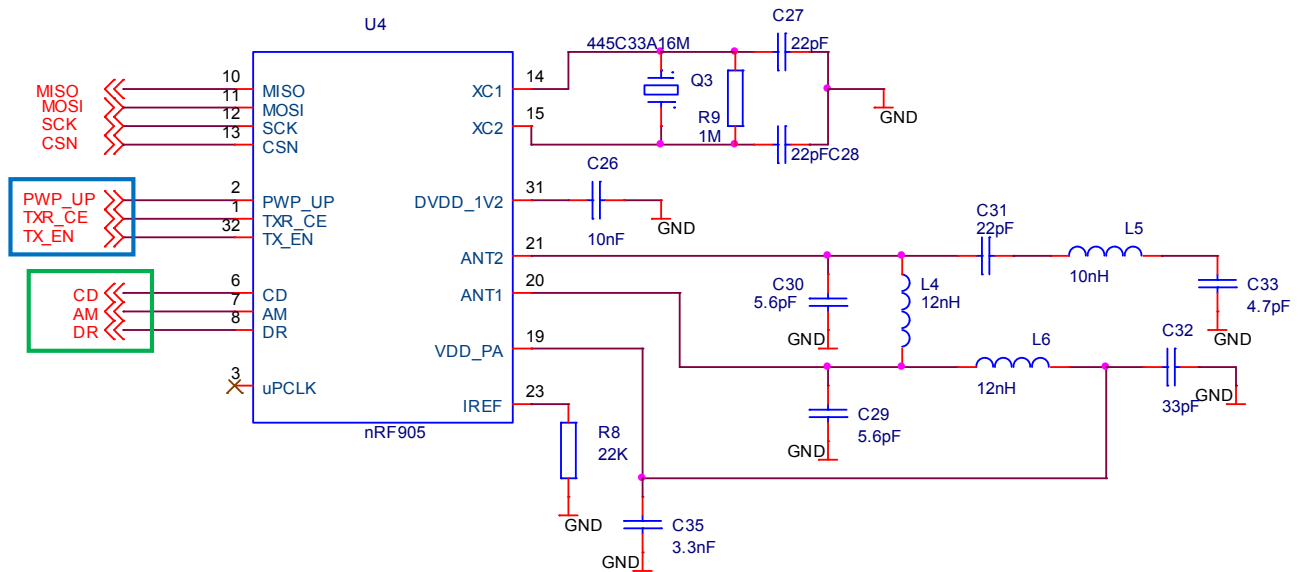 U4
C27
445C33A16M
22pF
10
MISO
MISO
11
MOSI
MOSI
12
SCK
SCK
13
CSN
CSN
14
XC1
15
XC2
Q3
R9
1M
GND
22pFC28
C26
10nF
GND
31
DVDD_1V2
2
PWP_UP
PWP_UP
1
TXR_CE
TXR_CE
32
TX_EN
TX_EN
21
ANT2
20
ANT1
C31
22pF
L5
10nH
C30
5.6pF
GND
L4
12nH
C33
4.7pF
GND
6
CD
CD
7
AM
AM
8
DR
DR
19
VDD_PA
L6
12nH
C32
33pF
GND
3
uPCLK
23
IREF
C29
5.6pF
GND
nRF905
R8
22K
GND
C35
3.3nF
GND